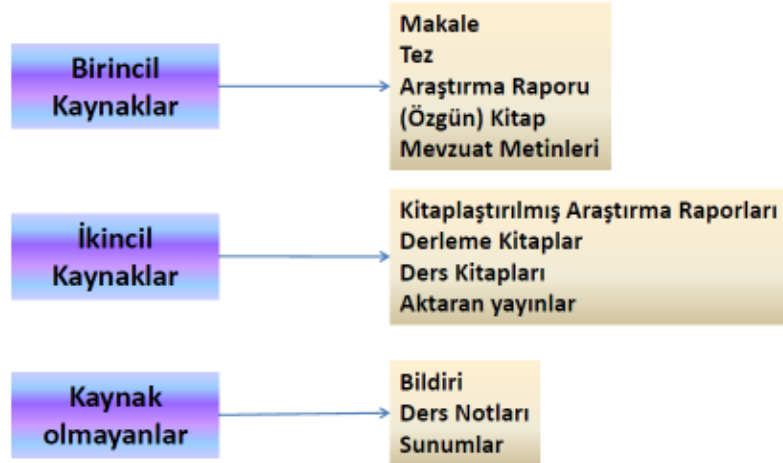 Birincil
Kaynaklar
Makale
Tez
Araştırma Raporu
(Özgün) Kitap
Mevzuat Metinleri
İkincil
Kaynaklar
Kitaplaştırılmış Araştırma Raporları
Derleme Kitaplar
Ders Kitapları
Aktaran yayınlar
Kaynak
olmayanlar
Bildiri
Ders Notları
Sunumlar